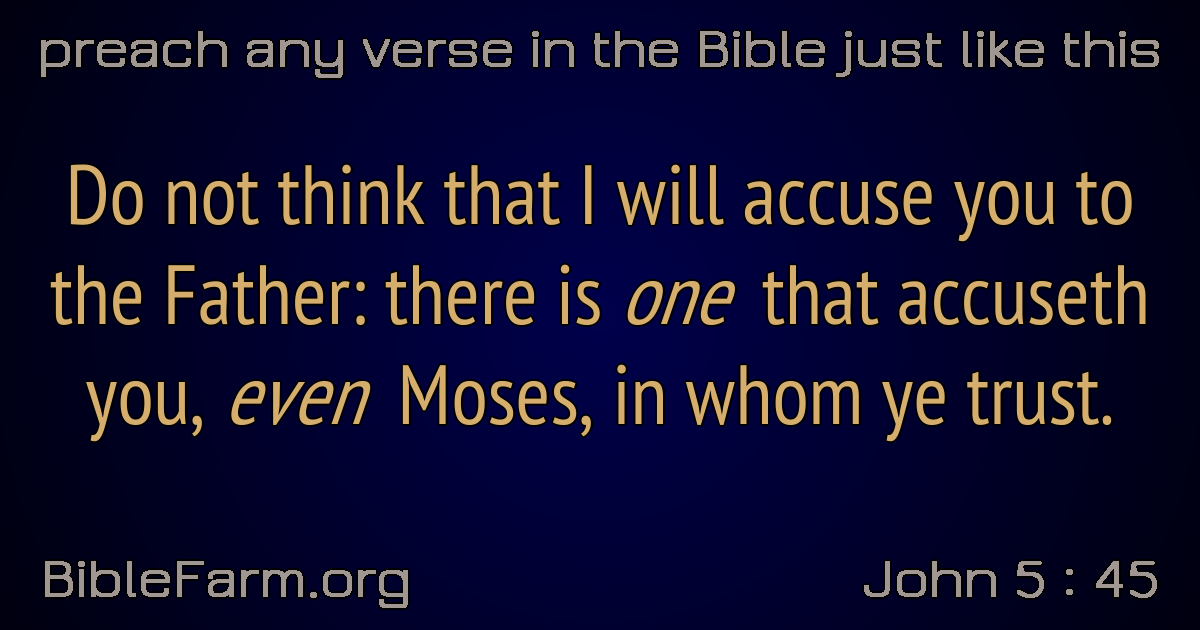 preach any verse in the Bible just like this
Do not think that I will accuse you to
the Father: there is one that accuseth
you, even Moses, in whom ye trust.
BibleFarm.org
John 5 : 45